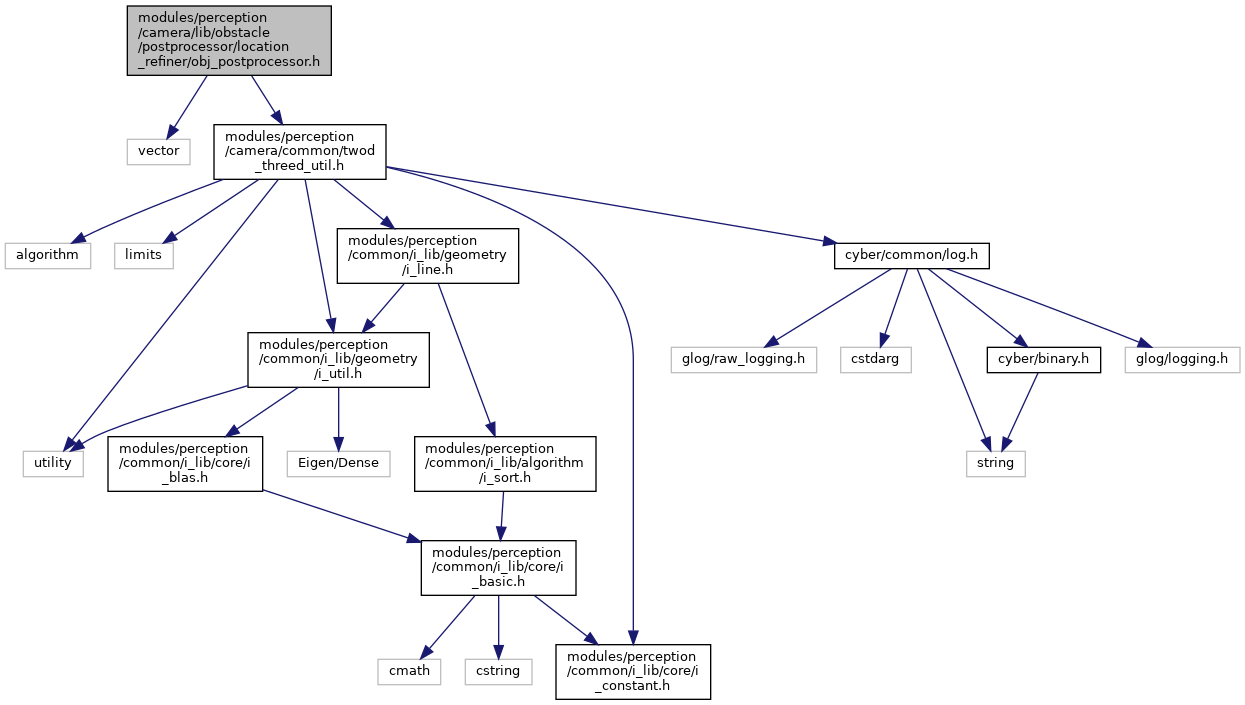 modules/perception
/camera/lib/obstacle
/postprocessor/location
_refiner/obj_postprocessor.h
vector
modules/perception
/camera/common/twod
_threed_util.h
algorithm
limits
modules/perception
/common/i_lib/geometry
/i_line.h
cyber/common/log.h
modules/perception
/common/i_lib/geometry
/i_util.h
glog/raw_logging.h
cstdarg
cyber/binary.h
glog/logging.h
utility
modules/perception
/common/i_lib/core/i
_blas.h
Eigen/Dense
modules/perception
/common/i_lib/algorithm
/i_sort.h
string
modules/perception
/common/i_lib/core/i
_basic.h
cmath
cstring
modules/perception
/common/i_lib/core/i
_constant.h